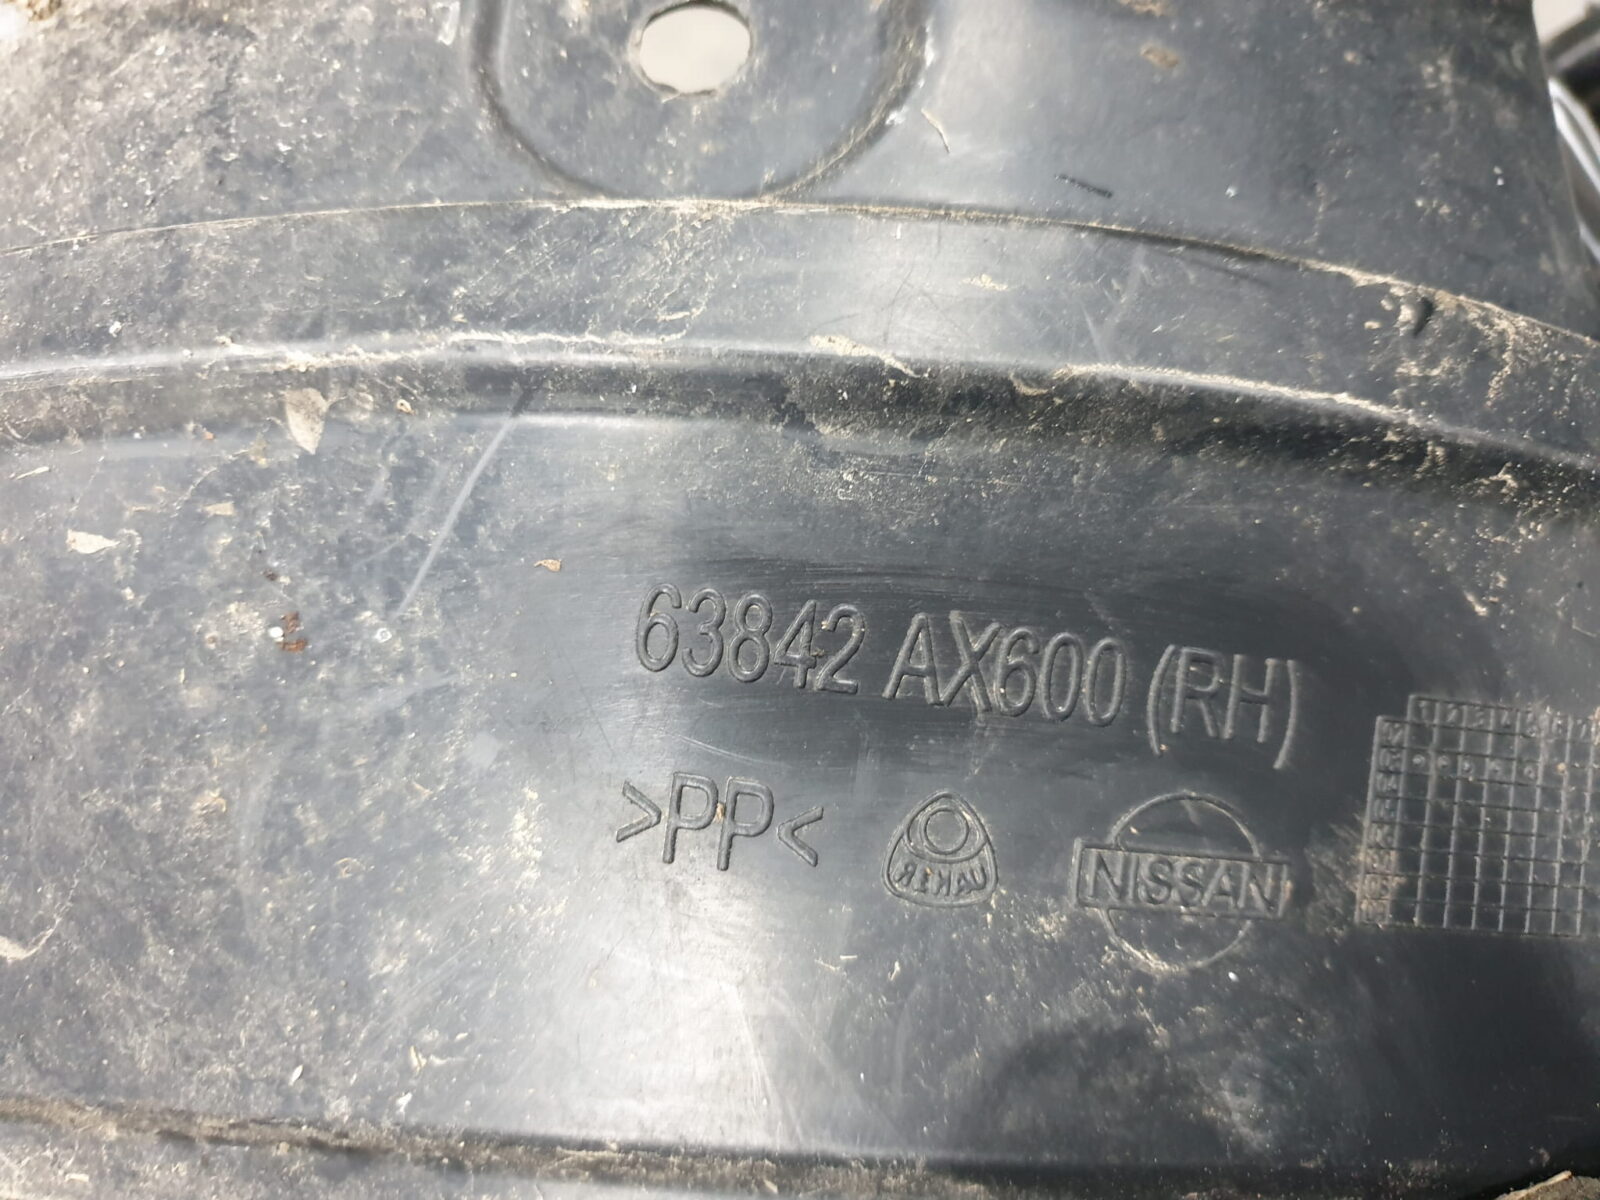 63842 AX600 (RH)
>PP<
NISSAN